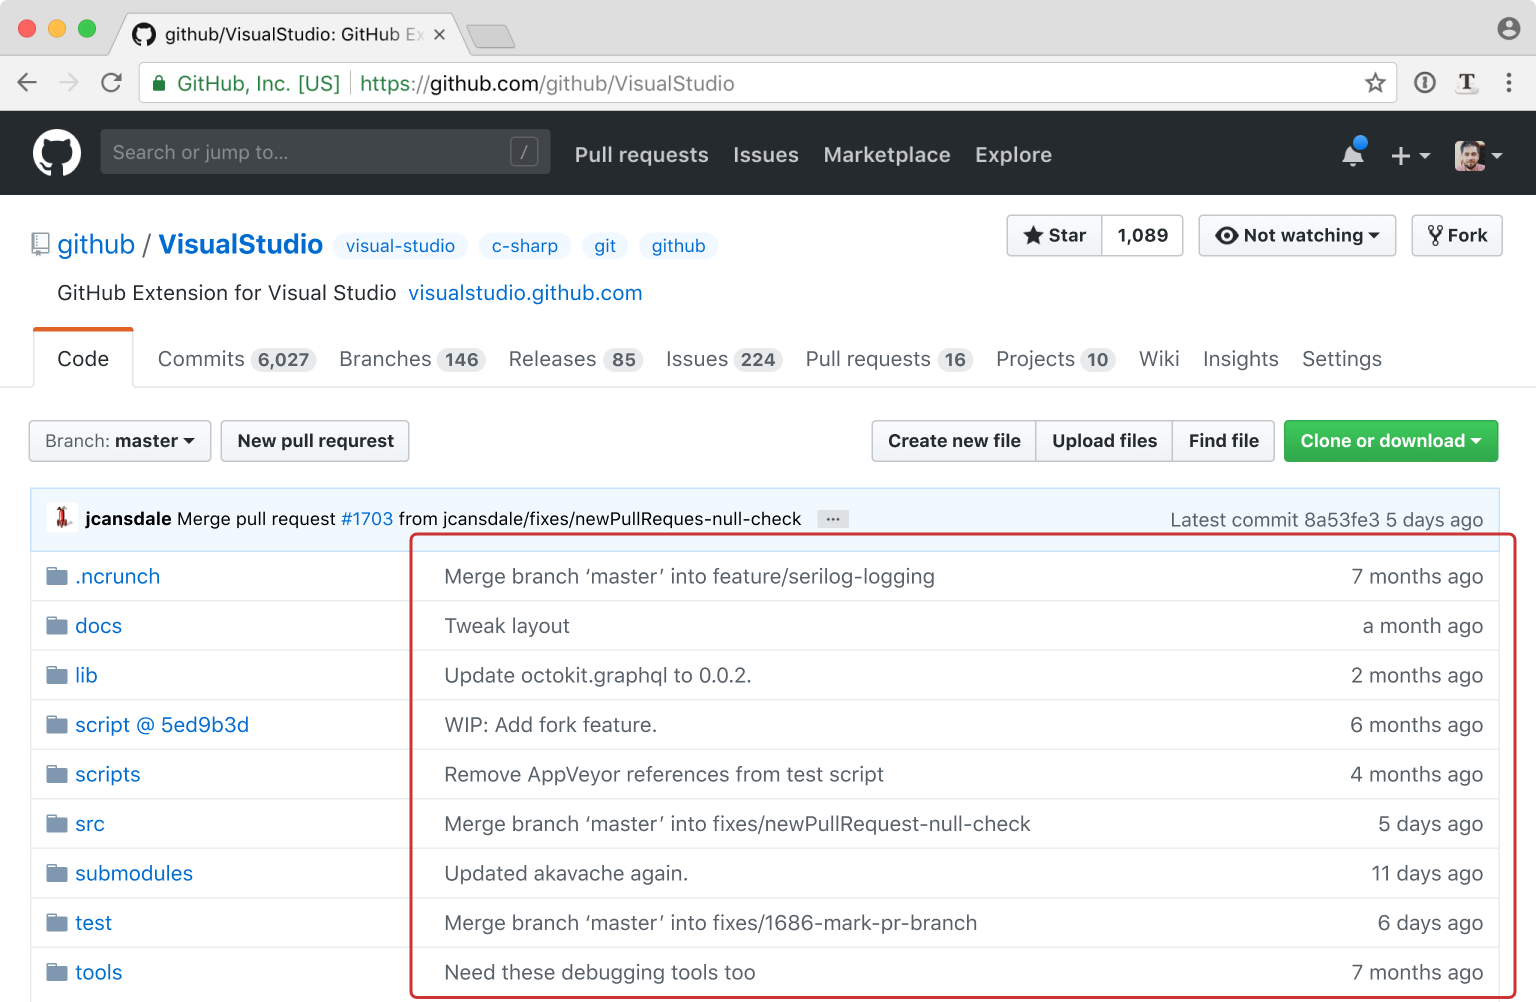 github/VisualStudio: GitHub Ex
GitHub, Inc. [US] https://github.com/github/VisualStudio T
Search or jump to... / Pull requests Issues Marketplace Explore
github / VisualStudio visual-studio c-sharp git github Star 1,089 Not watching Fork
GitHub Extension for Visual Studio visualstudio.github.com
Code Commits 6,027 Branches 146 Releases 85 Issues 224 Pull requests 16 Projects 10 Wiki Insights Settings
Branch: master New pull requrest Create new file Upload files Find file Clone or download
jcansdale Merge pull request #1703 from jcansdale/fixes/newPullReques-null-check ... Latest commit 8a53fe3 5 days ago
.ncrunch Merge branch ‘master’ into feature/serilog-logging 7 months ago
docs Tweak layout a month ago
lib Update octokit.graphql to 0.0.2. 2 months ago
script @ 5ed9b3d WIP: Add fork feature. 6 months ago
scripts Remove AppVeyor references from test script 4 months ago
src Merge branch ‘master’ into fixes/newPullRequest-null-check 5 days ago
submodules Updated akavache again. 11 days ago
test Merge branch ‘master’ into fixes/1686-mark-pr-branch 6 days ago
tools Need these debugging tools too 7 months ago